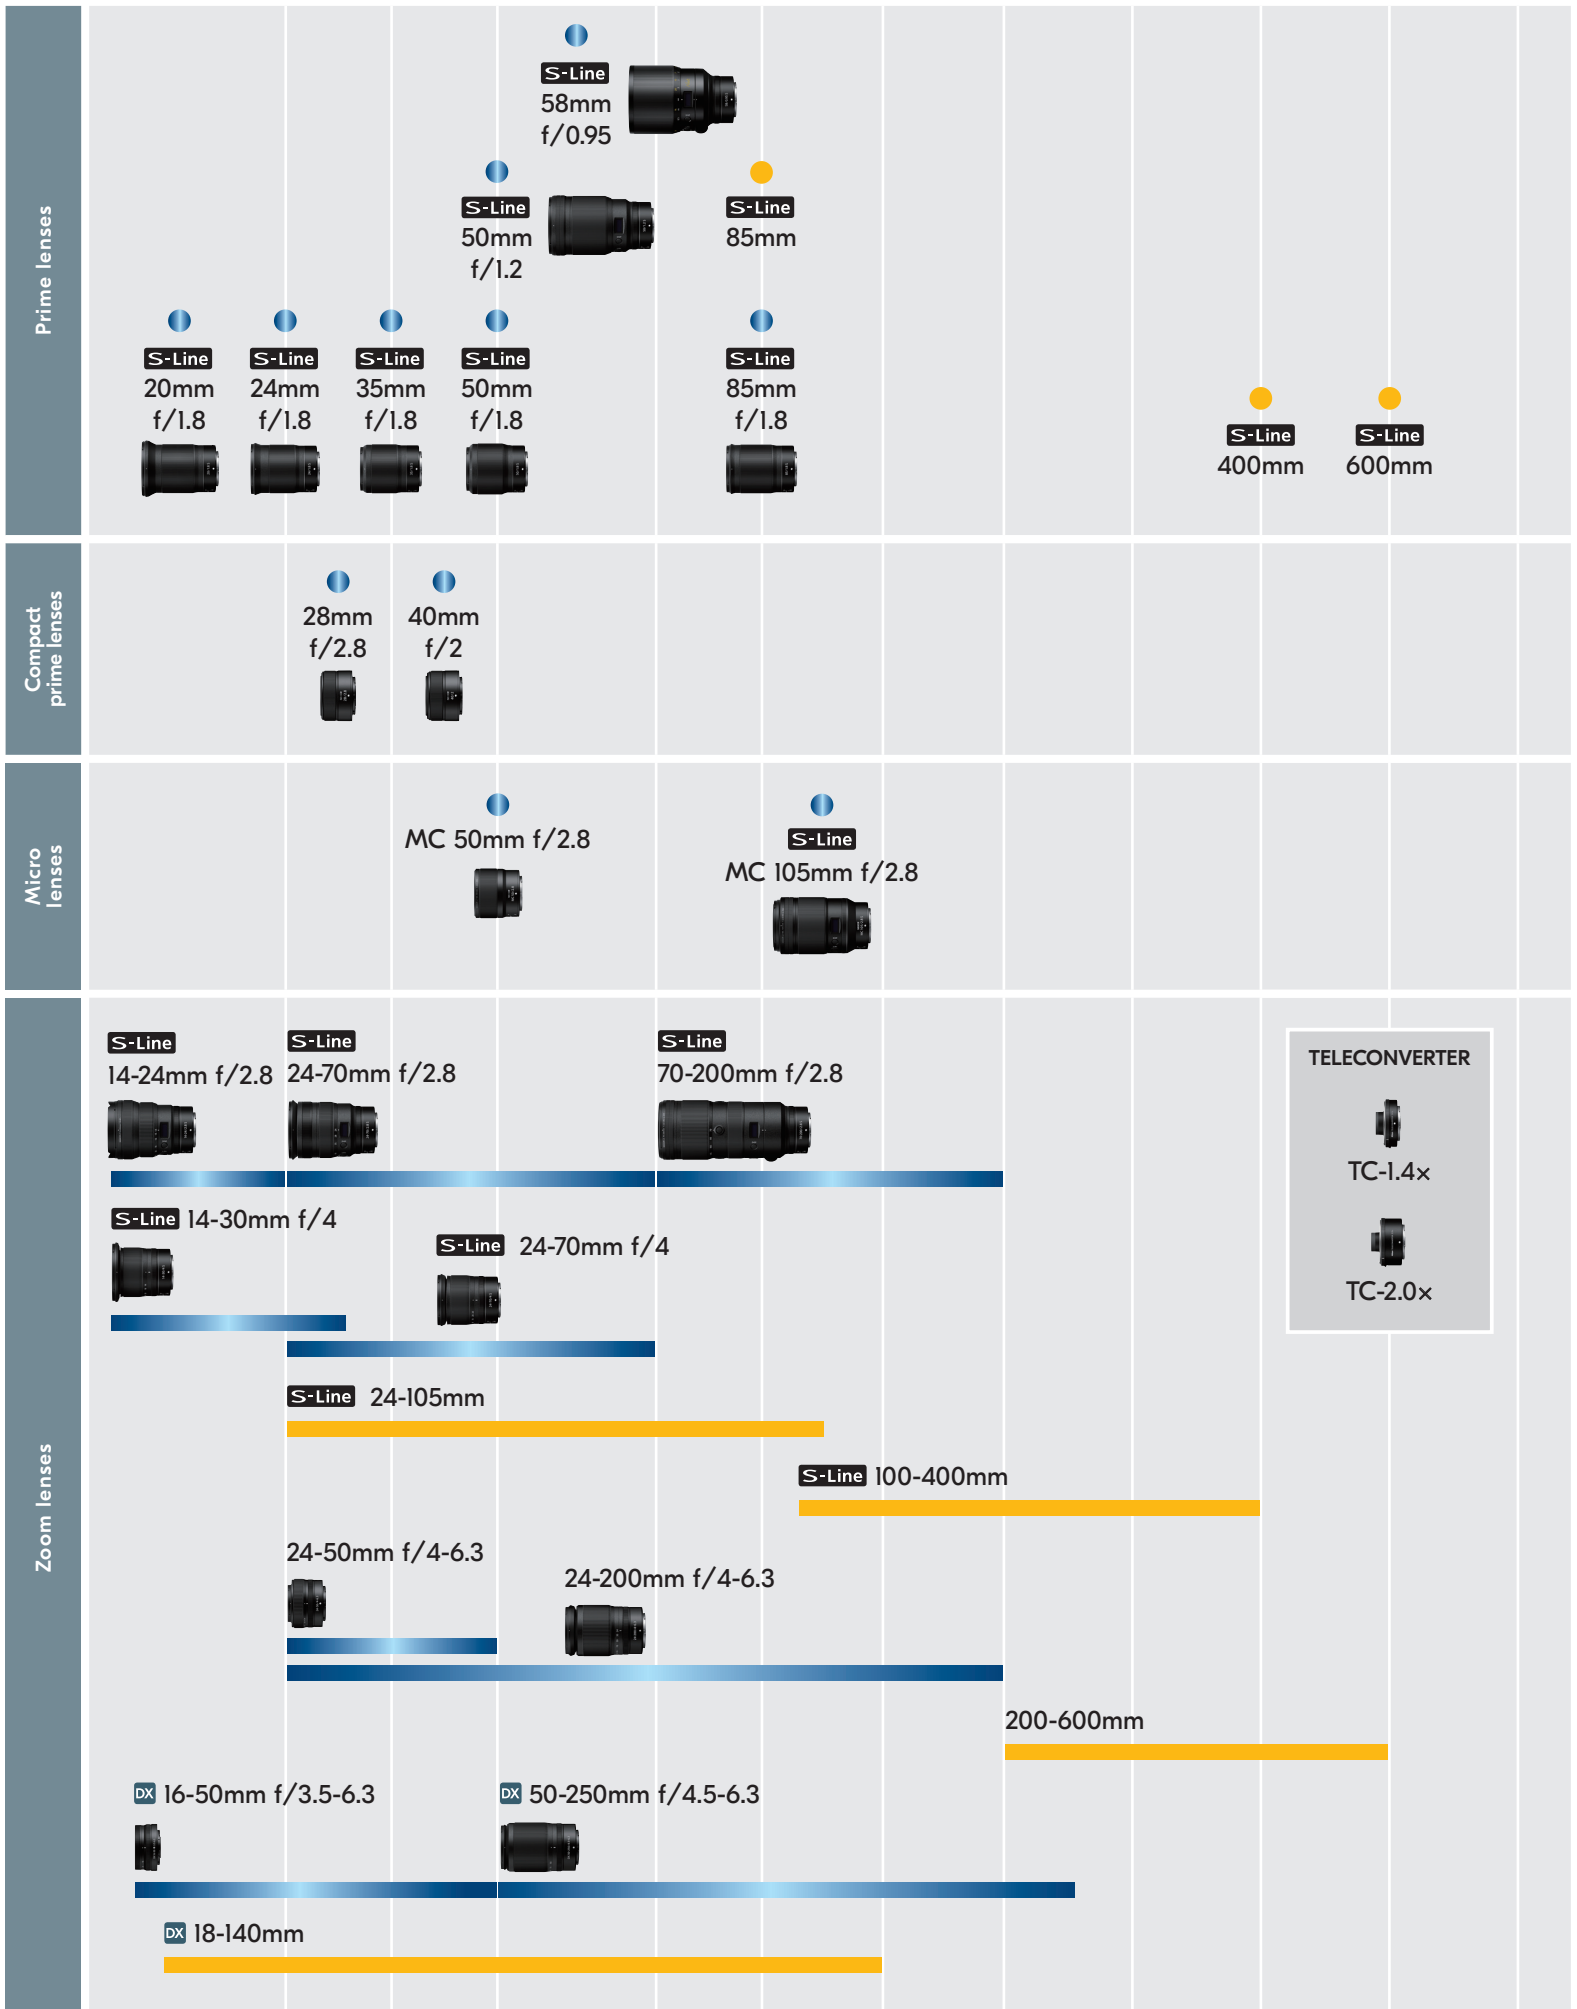 Prime lenses
S-Line
58mm
f/0.95
S-Line
50mm
f/1.2
S-Line
85mm
S-Line
20mm
f/1.8
S-Line
24mm
f/1.8
S-Line
35mm
f/1.8
S-Line
50mm
f/1.8
S-Line
85mm
f/1.8
S-Line
400mm
S-Line
600mm
Compact
prime lenses
28mm
f/2.8
40mm
f/2
Micro
lenses
MC 50mm f/2.8
S-Line
MC 105mm f/2.8
Zoom lenses
S-Line
14-24mm f/2.8
S-Line
24-70mm f/2.8
S-Line
70-200mm f/2.8
TELECONVERTER
TC-1.4×
TC-2.0×
S-Line 14-30mm f/4
S-Line 24-70mm f/4
S-Line 24-105mm
S-Line 100-400mm
24-50mm f/4-6.3
24-200mm f/4-6.3
200-600mm
DX 16-50mm f/3.5-6.3
DX 50-250mm f/4.5-6.3
DX 18-140mm